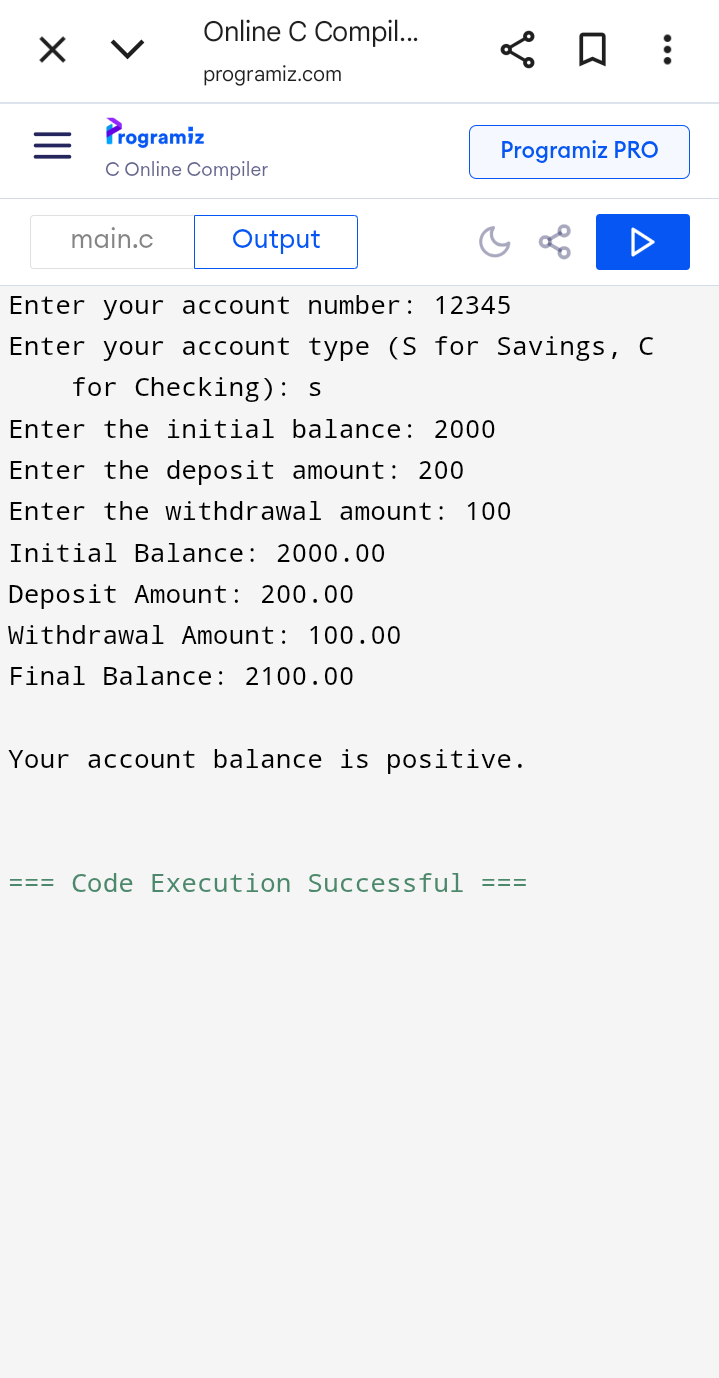 Online C Compil...
programiz.com
Programiz
C Online Compiler
Programiz PRO
main.c
Output
Enter your account number: 12345
Enter your account type (S for Savings, C
for Checking): s
Enter the initial balance: 2000
Enter the deposit amount: 200
Enter the withdrawal amount: 100
Initial Balance: 2000.00
Deposit Amount: 200.00
Withdrawal Amount: 100.00
Final Balance: 2100.00
Your account balance is positive.
=== Code Execution Successful ===